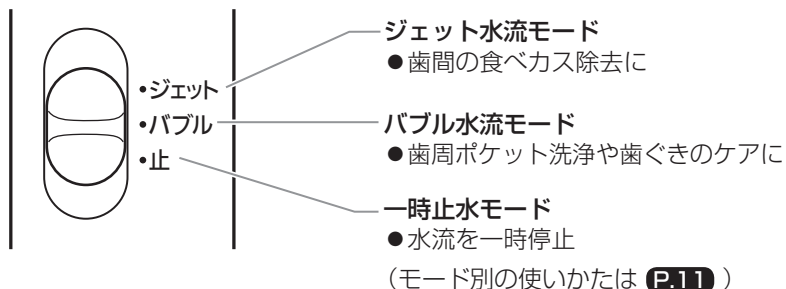 •ジェット
•バブル
•止
ジェット水流モード
●歯間の食べカス除去に
バブル水流モード
●歯周ポケット洗浄や歯ぐきのケアに
一時止水モード
●水流を一時停止
（モード別の使いかたは P.11 ）